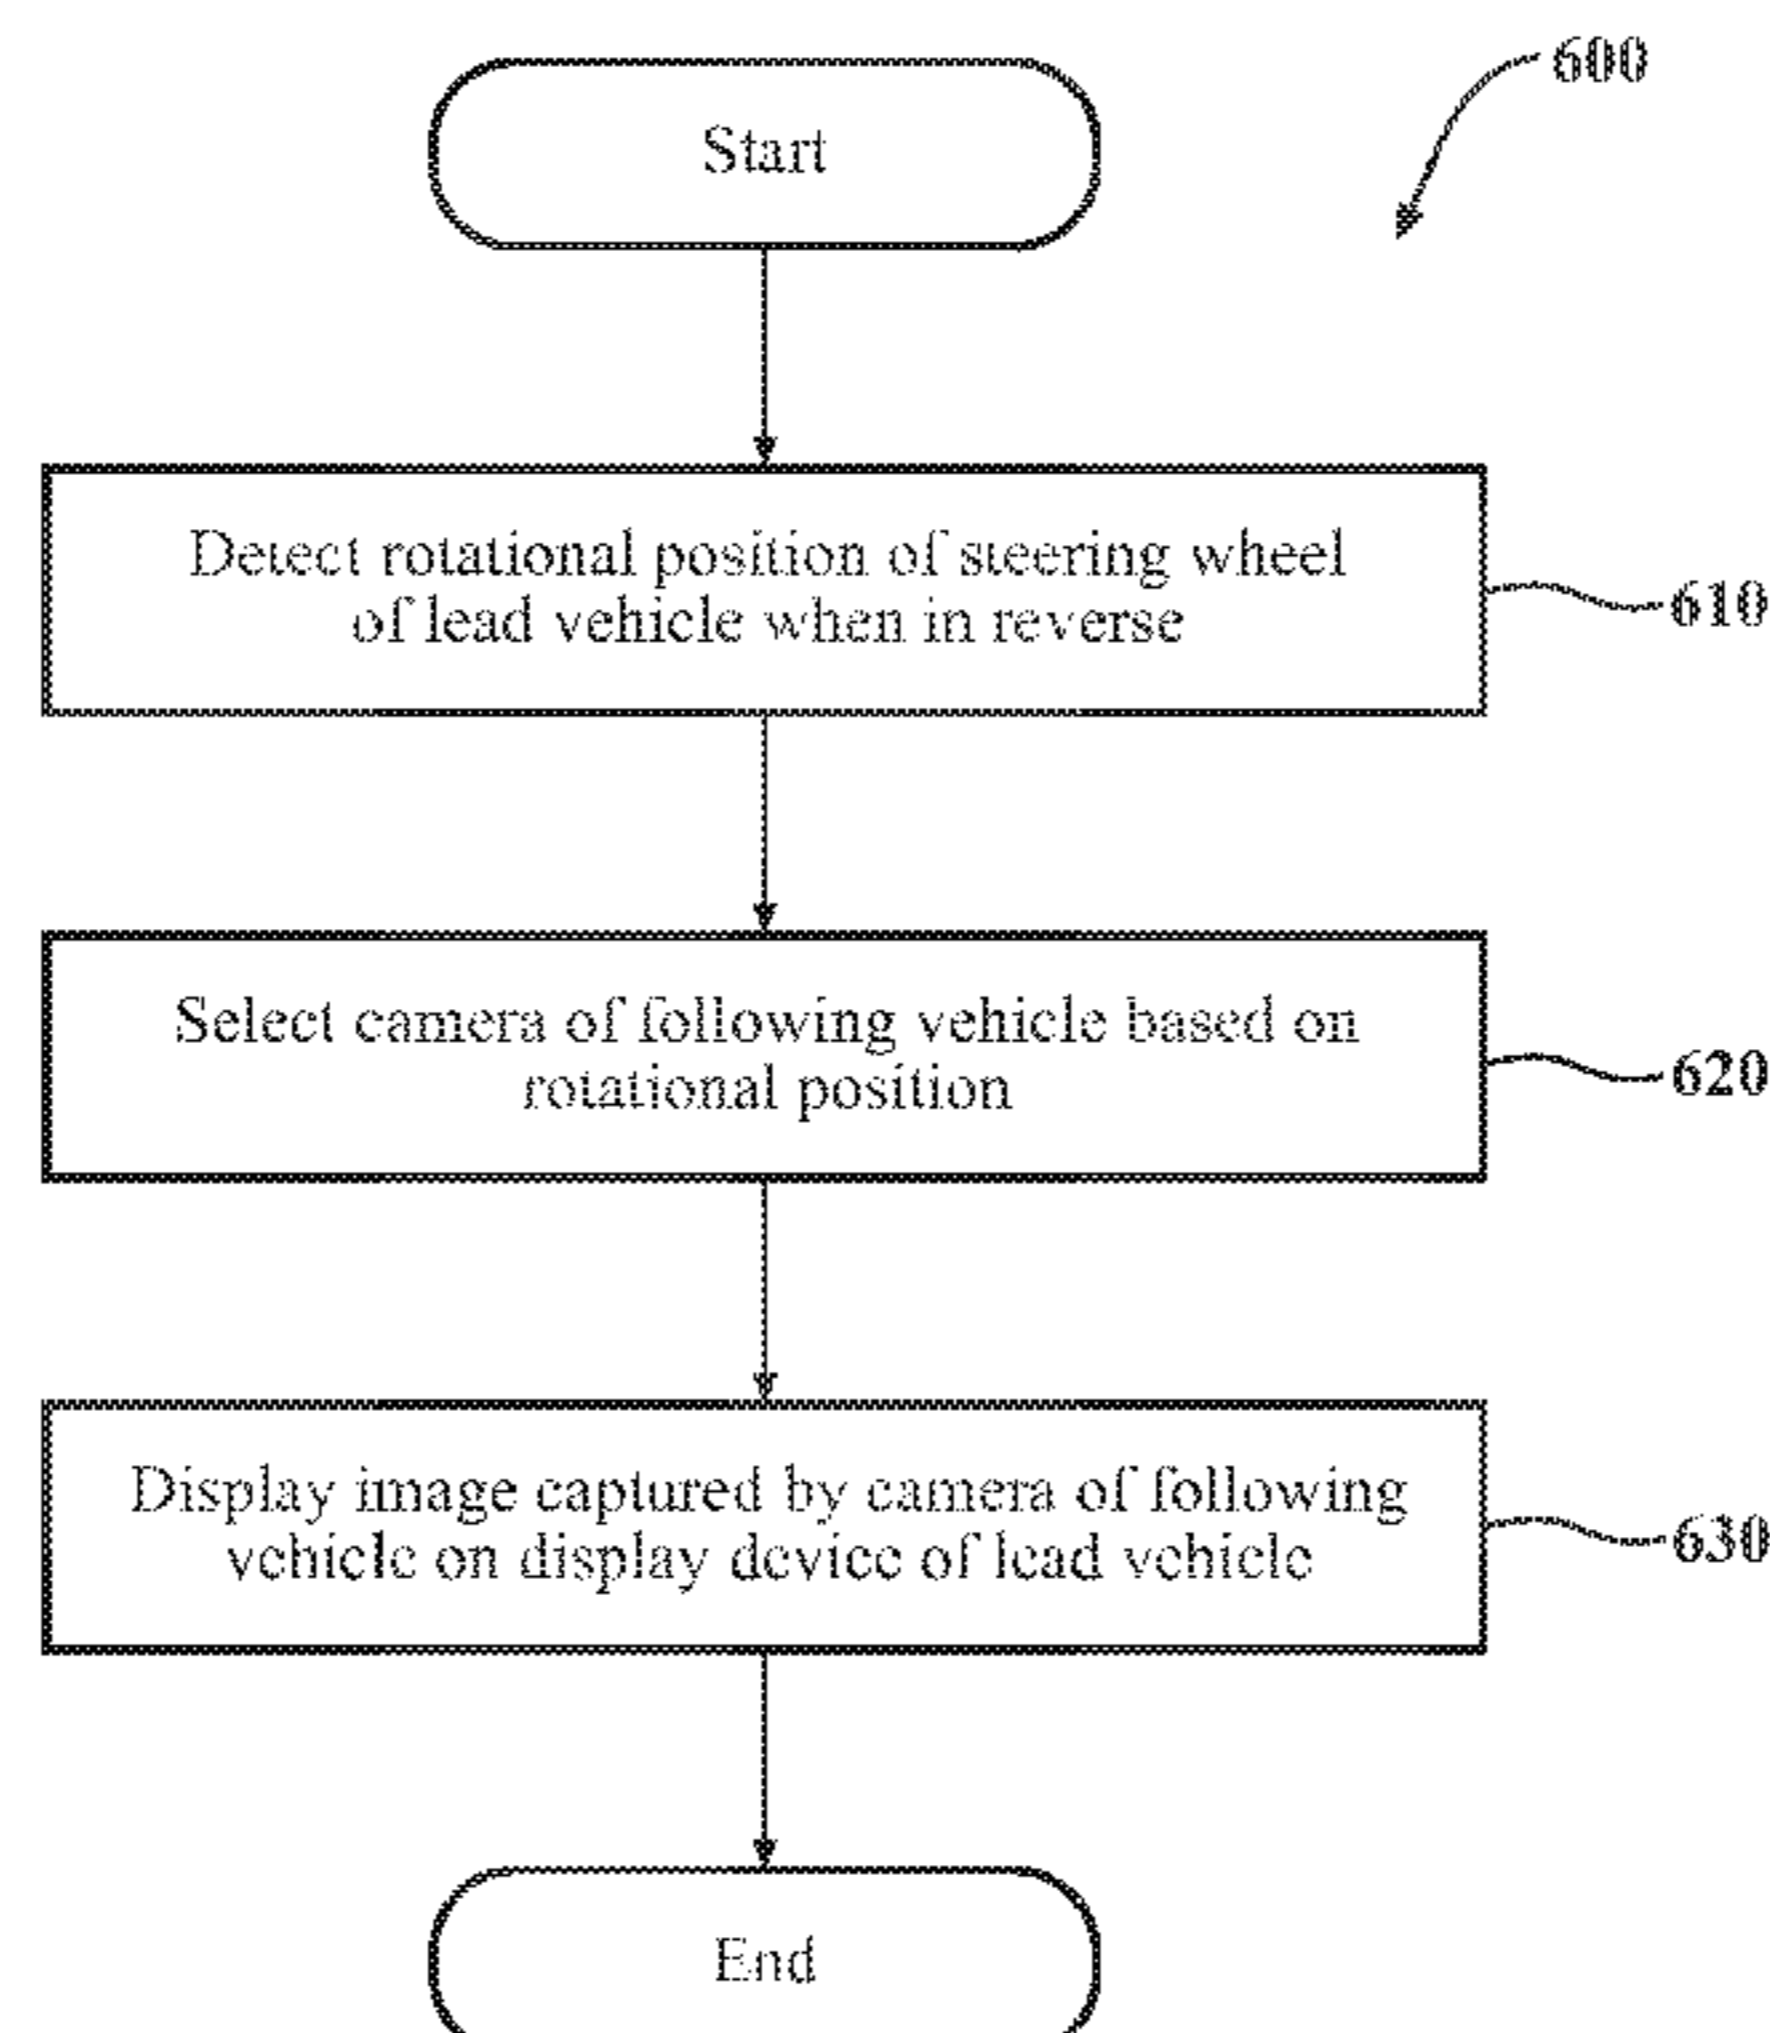 600
Start
Detect rotational position of steering wheel
of lead vehicle when in reverse
610
Select camera of following vehicle based on
rotational position
620
Display image captured by camera of following
vehicle on display device of lead vehicle
630
End